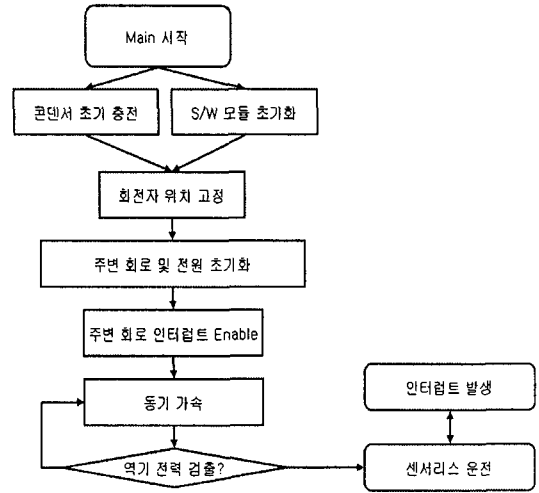 Main 시작
콘덴서 초기 충전
S/W 모듈 초기화
회전자 위치 고정
주변 회로 및 전원 초기화
주변 회로 인터럽트 Enable
동기 가속
인터럽트 발생
역기 전력 검출?
센서리스 운전